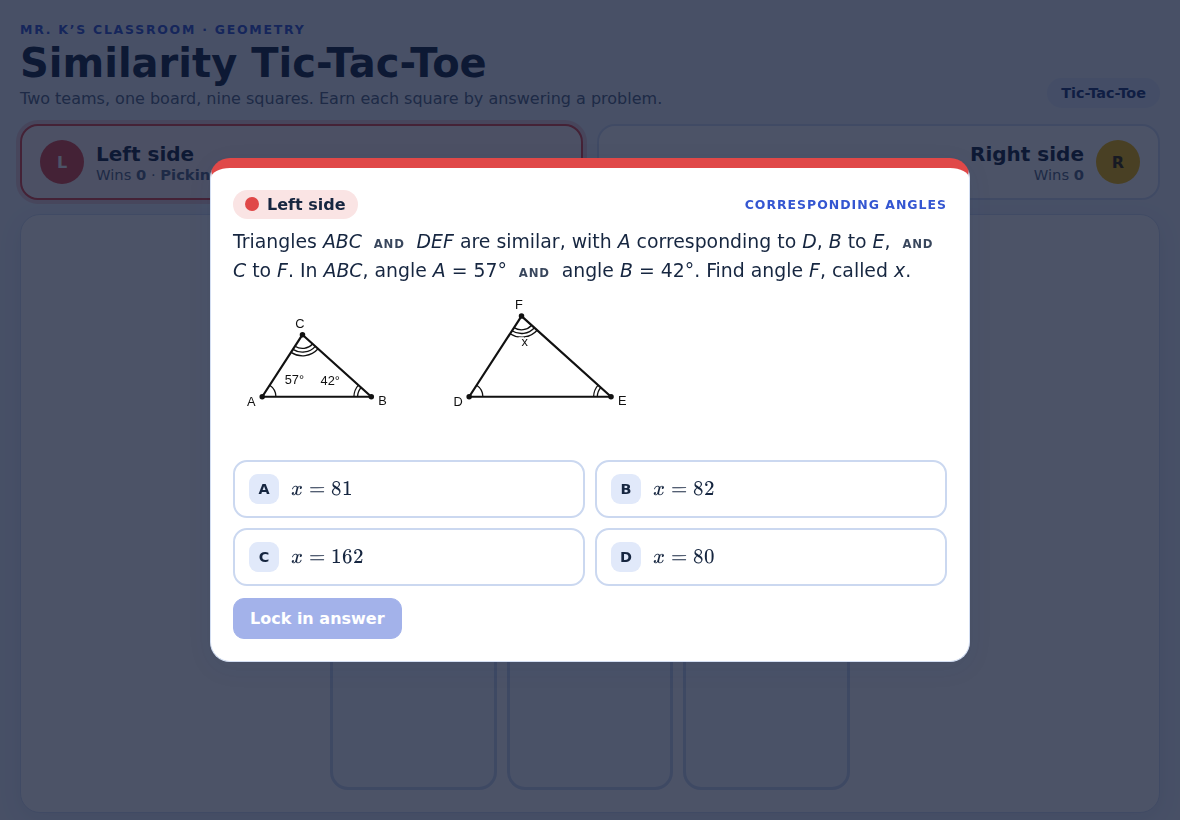 MR. K'S CLASSROOM · GEOMETRY
Similarity Tic-Tac-Toe
Two teams, one board, nine squares. Earn each square by answering a problem.
Tic-Tac-Toe
L
Left side
Wins 0 · Pickin
Right side
Wins 0
R
Left side
CORRESPONDING ANGLES
Triangles ABC AND DEF are similar, with A corresponding to D, B to E, AND
C to F. In ABC, angle A = 57° AND angle B = 42°. Find angle F, called x.
C
57°
42°
A
B
F
x
D
E
A x = 81
B x = 82
C x = 162
D x = 80
Lock in answer